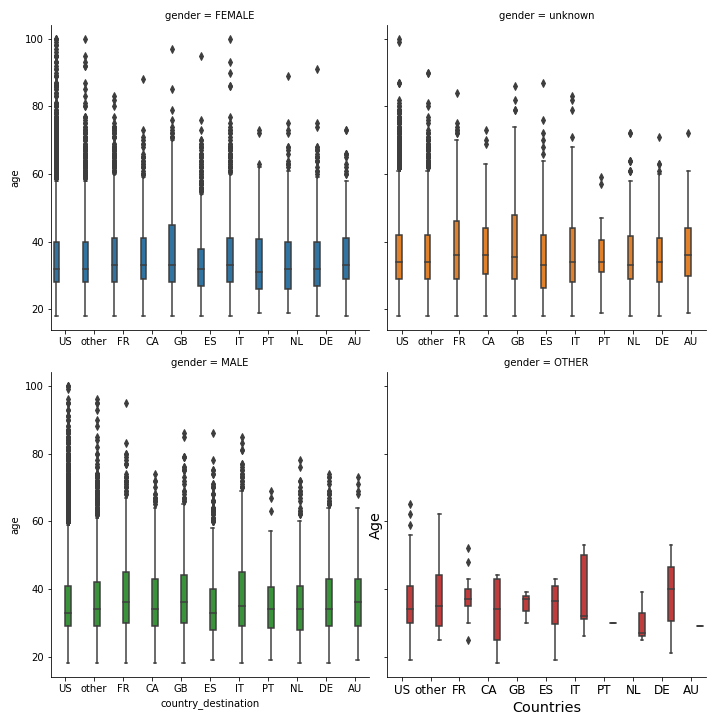 gender = FEMALE
gender = unknown
100
80
60
40
20
age
US other FR CA GB ES IT PT NL DE AU
US other FR CA GB ES IT PT NL DE AU
gender = MALE
gender = OTHER
100
80
60
40
20
age
Age
US other FR CA GB ES IT PT NL DE AU
US other FR CA GB ES IT PT NL DE AU
country_destination
Countries